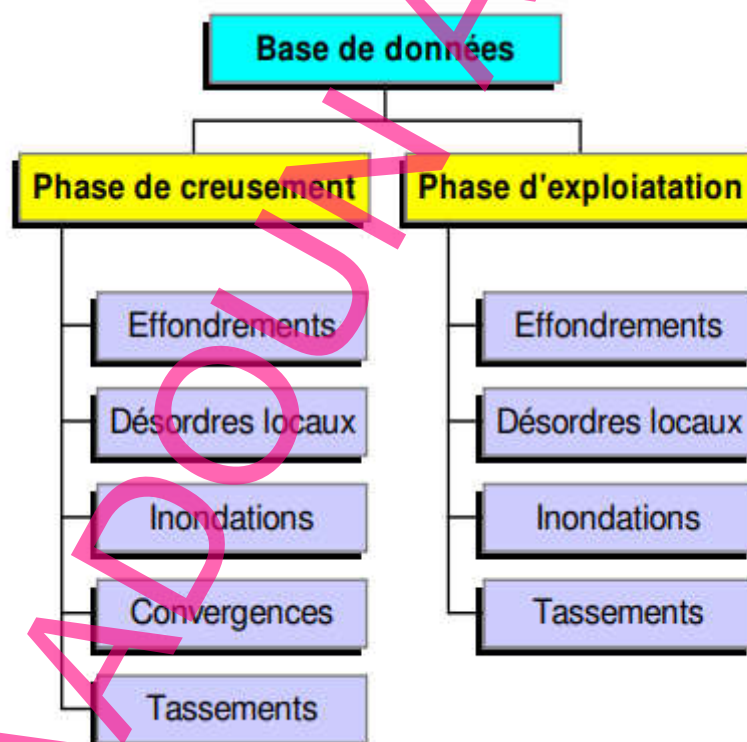 Base de données
Phase de creusement
Effondrements
Désordres locaux
Inondations
Convergences
Tassements
Phase d'exploiatation
Effondrements
Désordres locaux
Inondations
Tassements